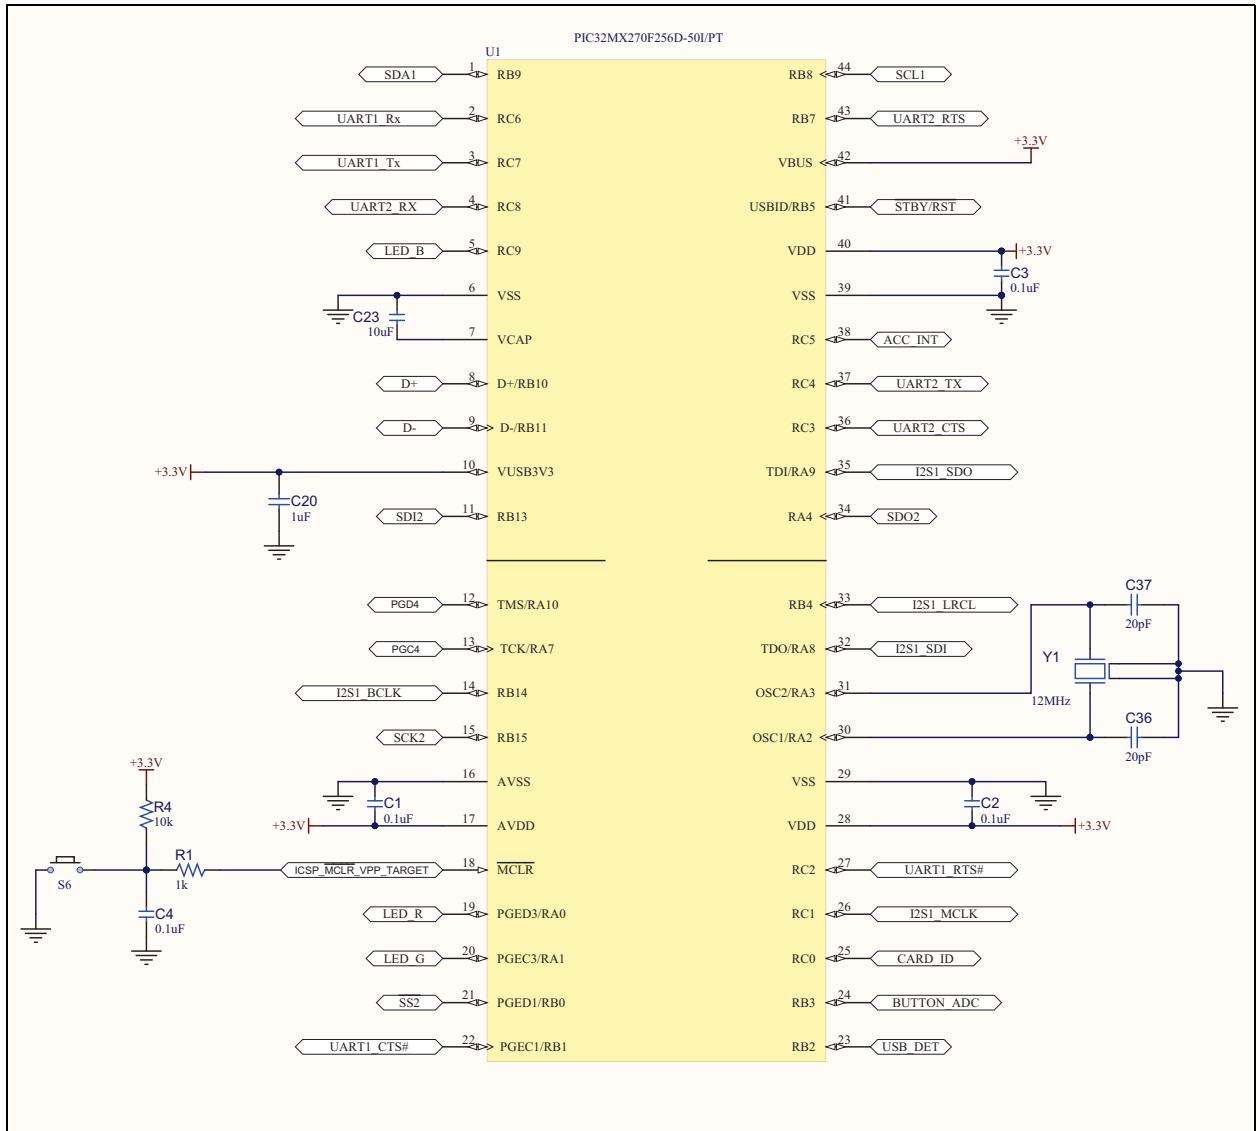 PIC32MX270F256D-50I/PT
U1
SDA1 1 RB9 RB8 44 SCL1
UART1_Rx 2 RC6 RB7 43 UART2_RTS
+3.3V
UART1_Tx 3 RC7 VBUS 42
UART2_RX 4 RC8 USBID/RB5 41 STBY/RST
LED_B 5 RC9 VDD 40 +3.3V
C3
0.1uF
6 VSS VSS 39
C23
10uF
7 VCAP RC5 38 ACC_INT
D+ 8 D+/RB10 RC4 37 UART2_TX
D- 9 D-/RB11 RC3 36 UART2_CTS
+3.3V 10 VUSB3V3 TDI/RA9 35 I2S1_SDO
C20
1uF
SDI2 11 RB13 RA4 34 SDO2
C37
20pF
PGD4 12 TMS/RA10 RB4 33 I2S1_LRCL
PGC4 13 TCK/RA7 TDO/RA8 32 I2S1_SDI
Y1
12MHz
I2S1_BCLK 14 RB14 OSC2/RA3 31
C36
20pF
SCK2 15 RB15 OSC1/RA2 30
16 AVSS VSS 29
C1
0.1uF
C2
0.1uF
+3.3V 17 AVDD VDD 28 +3.3V
+3.3V
R4
10k
R1
1k
S6
C4
0.1uF
ICSP_MCLR_VPP_TARGET 18 MCLR RC2 27 UART1_RTS#
LED_R 19 PGED3/RA0 RC1 26 I2S1_MCLK
LED_G 20 PGEC3/RA1 RC0 25 CARD_ID
SS2 21 PGED1/RB0 RB3 24 BUTTON_ADC
UART1_CTS# 22 PGEC1/RB1 RB2 23 USB_DET